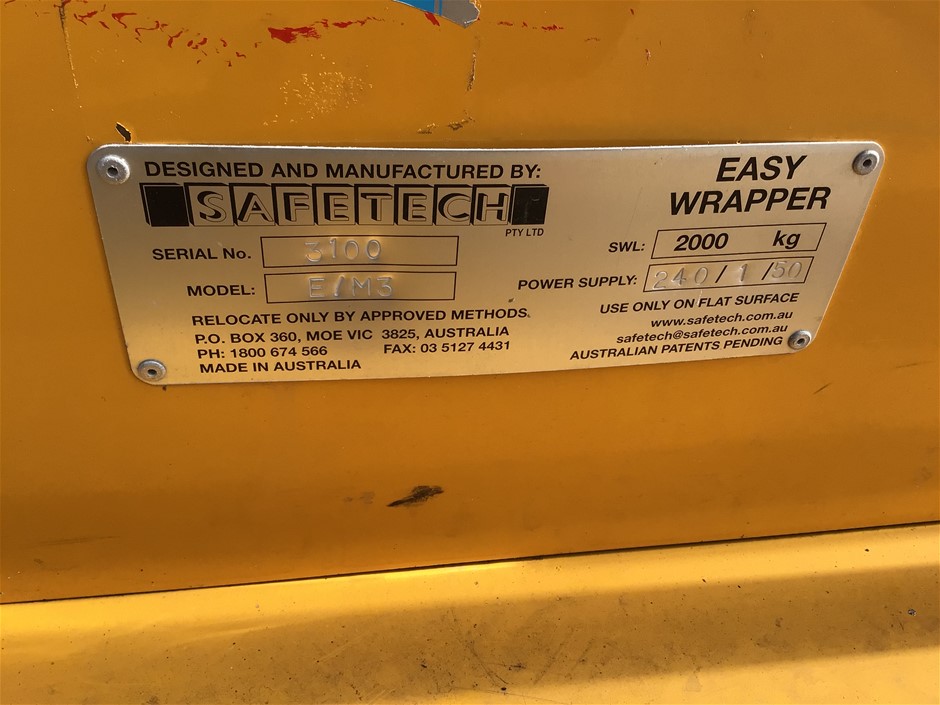 DESIGNED AND MANUFACTURED BY:
SAFETECH
PTY LTD
SERIAL No. 3100
MODEL: E/M3
RELOCATE ONLY BY APPROVED METHODS.
P.O. BOX 360, MOE VIC 3825, AUSTRALIA
PH: 1800 674 566 FAX: 03 5127 4431
MADE IN AUSTRALIA
EASY
WRAPPER
SWL: 2000 kg
POWER SUPPLY: 240/1/50
USE ONLY ON FLAT SURFACE
www.safetech.com.au
safetech@safetech.com.au
AUSTRALIAN PATENTS PENDING